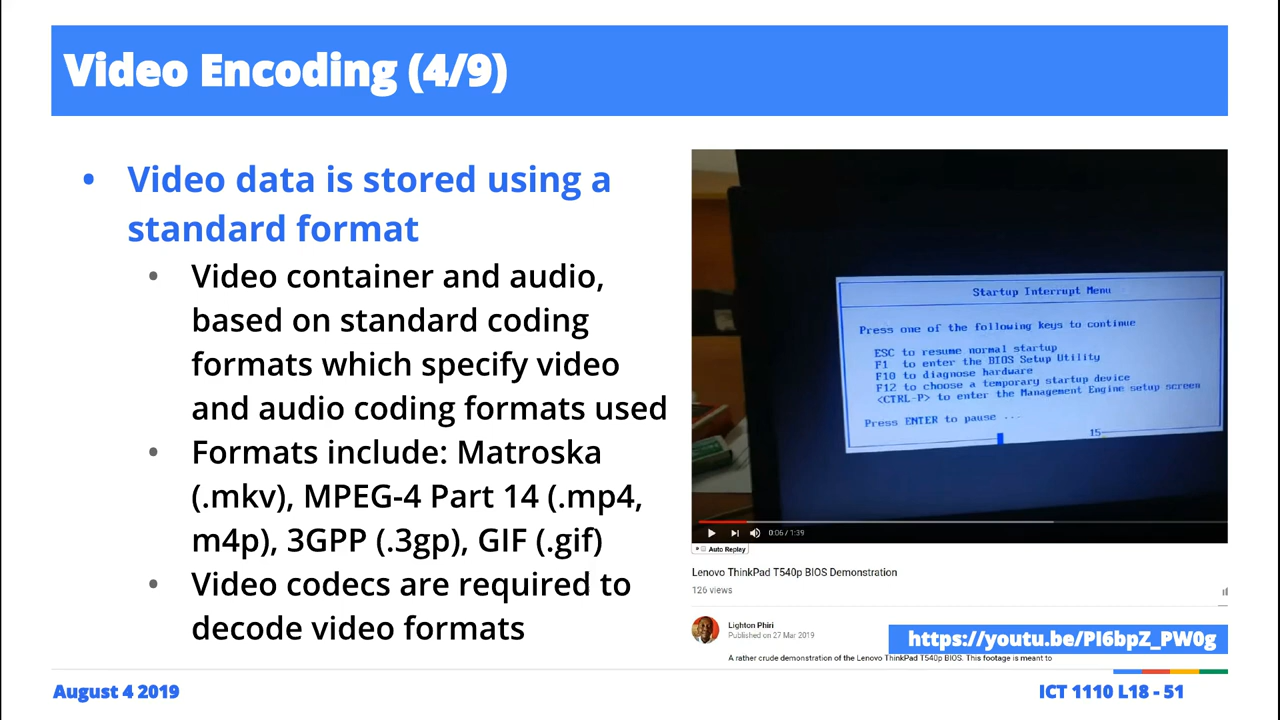 Video Encoding (4/9)
• Video data is stored using a
standard format
• Video container and audio,
based on standard coding
formats which specify video
and audio coding formats used
• Formats include: Matroska
(.mkv), MPEG-4 Part 14 (.mp4,
m4p), 3GPP (.3gp), GIF (.gif)
• Video codecs are required to
decode video formats
Startup Interrupt Menu
Press one of the following keys to continue
ESC to resume normal startup
F1 to enter the BIOS Setup Utility
F10 to diagnose hardware
F12 to choose a temporary startup device
<CTRL-P> to enter the Management Engine setup screen
Press ENTER to pause ...
15
0:06 / 1:39
Auto Replay
Lenovo ThinkPad T540p BIOS Demonstration
126 views
Lighton Phiri
Published on 27 Mar 2019
https://youtu.be/PI6bpZ_PW0g
A rather crude demonstration of the Lenovo ThinkPad T540p BIOS. This footage is meant to
August 4 2019
ICT 1110 L18 - 51